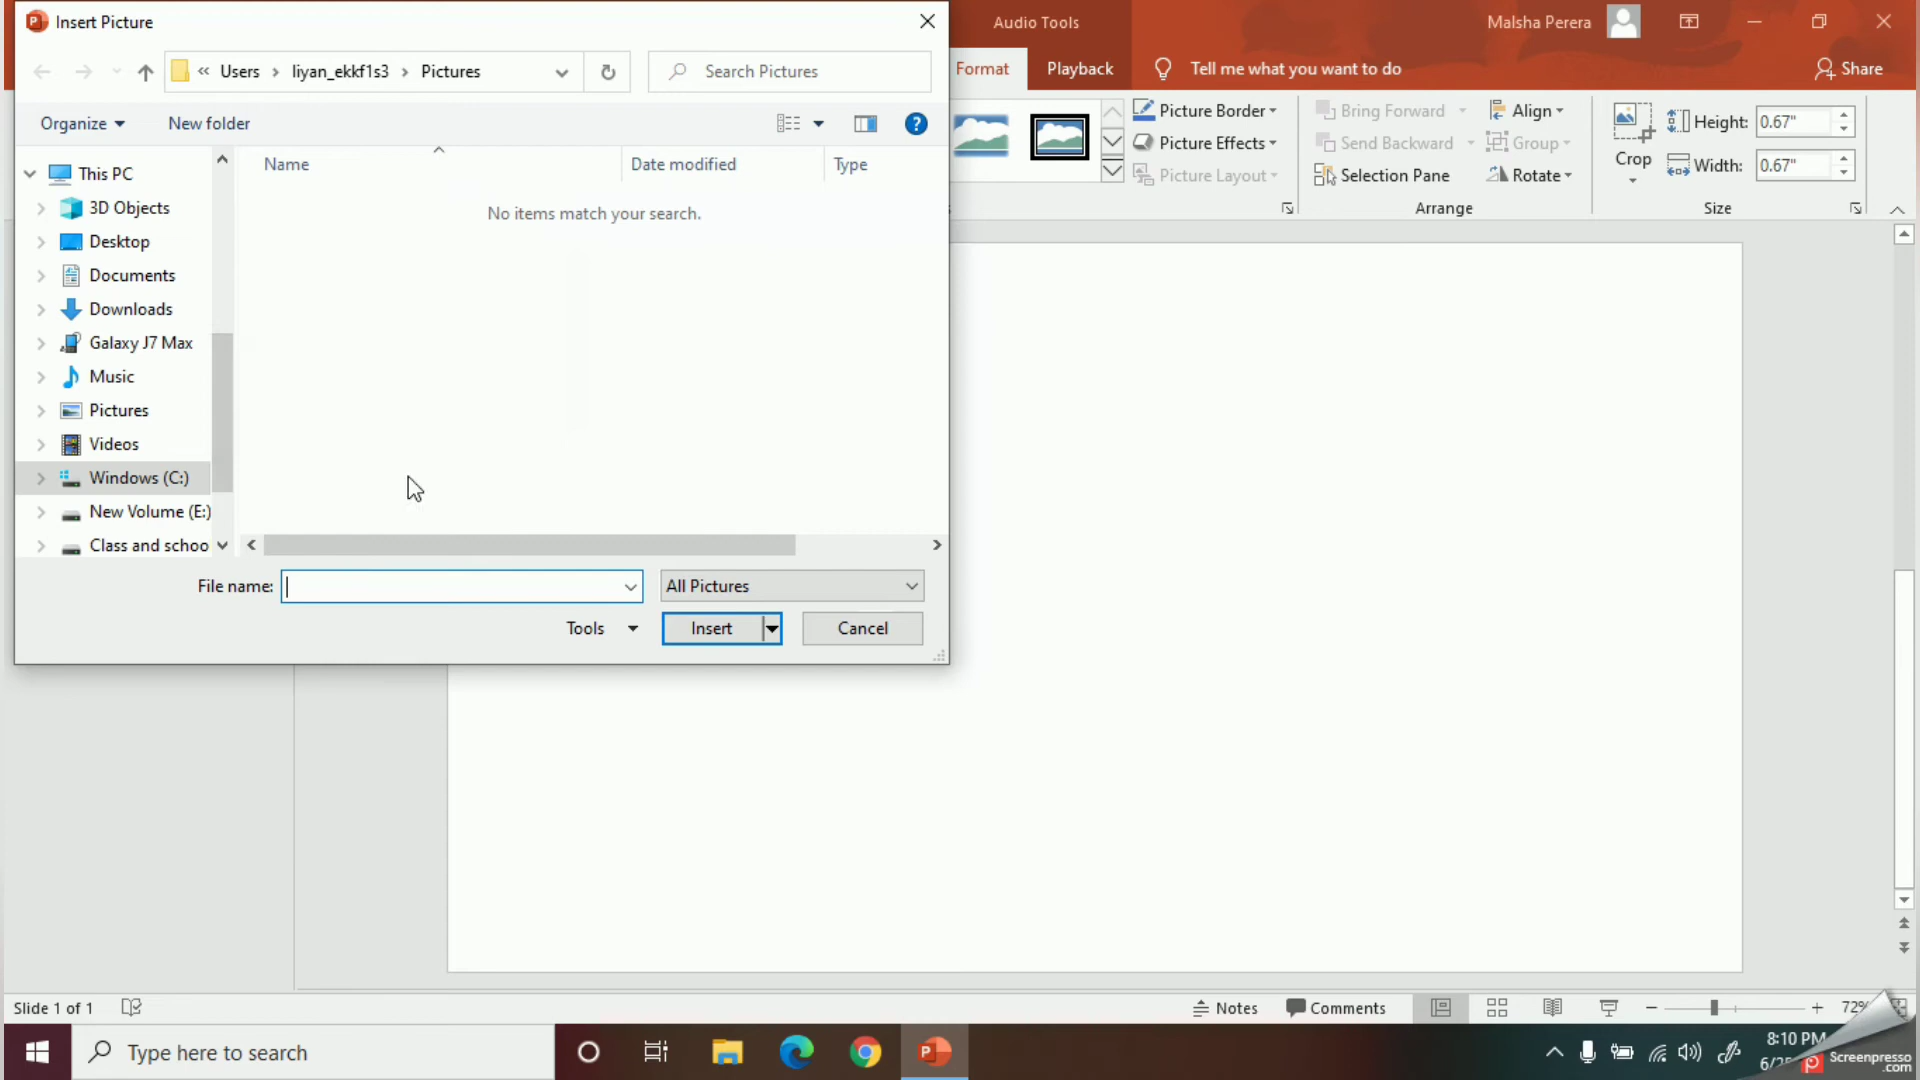 Insert Picture
Audio Tools
Malsha Perera
« Users › liyan_ekkf1s3 › Pictures
Search Pictures
Format
Playback
Tell me what you want to do
Share
Organize
New folder
?
Picture Border
Picture Effects
Picture Layout
Bring Forward
Send Backward
Selection Pane
Align
Group
Rotate
Arrange
Crop
Height: 0.67"
Width: 0.67"
Size
Name
Date modified
Type
No items match your search.
This PC
3D Objects
Desktop
Documents
Downloads
Galaxy J7 Max
Music
Pictures
Videos
Windows (C:)
New Volume (E:)
Class and schoo
File name:
All Pictures
Tools
Insert
Cancel
Slide 1 of 1
Notes
Comments
72%
Type here to search
8:10 PM
Screenpresso
.com